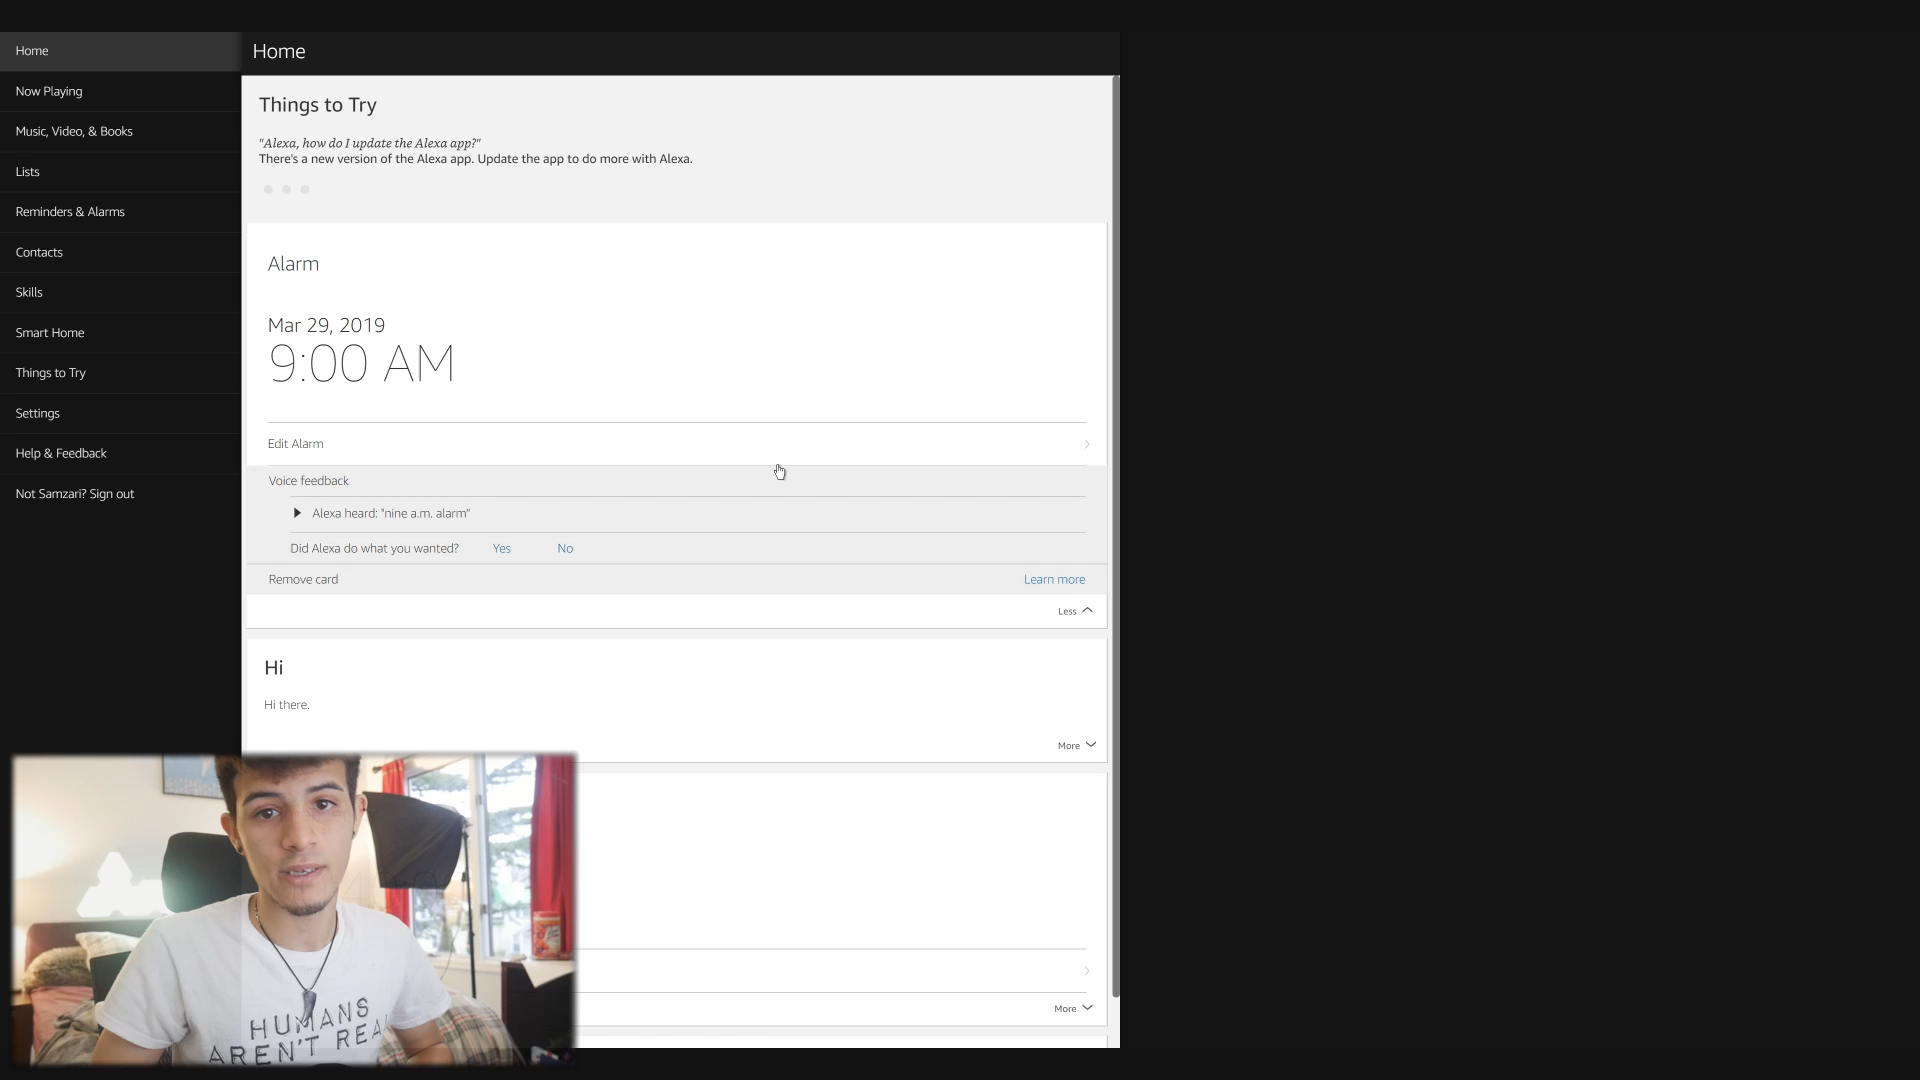 Home
Now Playing
Music, Video, & Books
Lists
Reminders & Alarms
Contacts
Skills
Smart Home
Things to Try
Settings
Help & Feedback
Not Samzari? Sign out
Home
Things to Try
"Alexa, how do I update the Alexa app?"
There's a new version of the Alexa app. Update the app to do more with Alexa.
Alarm
Mar 29, 2019
9:00 AM
Edit Alarm
Voice feedback
Alexa heard: "nine a.m. alarm"
Did Alexa do what you wanted? Yes No
Remove card Learn more
Less
Hi
Hi there.
More
More
HUMANS
AREN'T REA